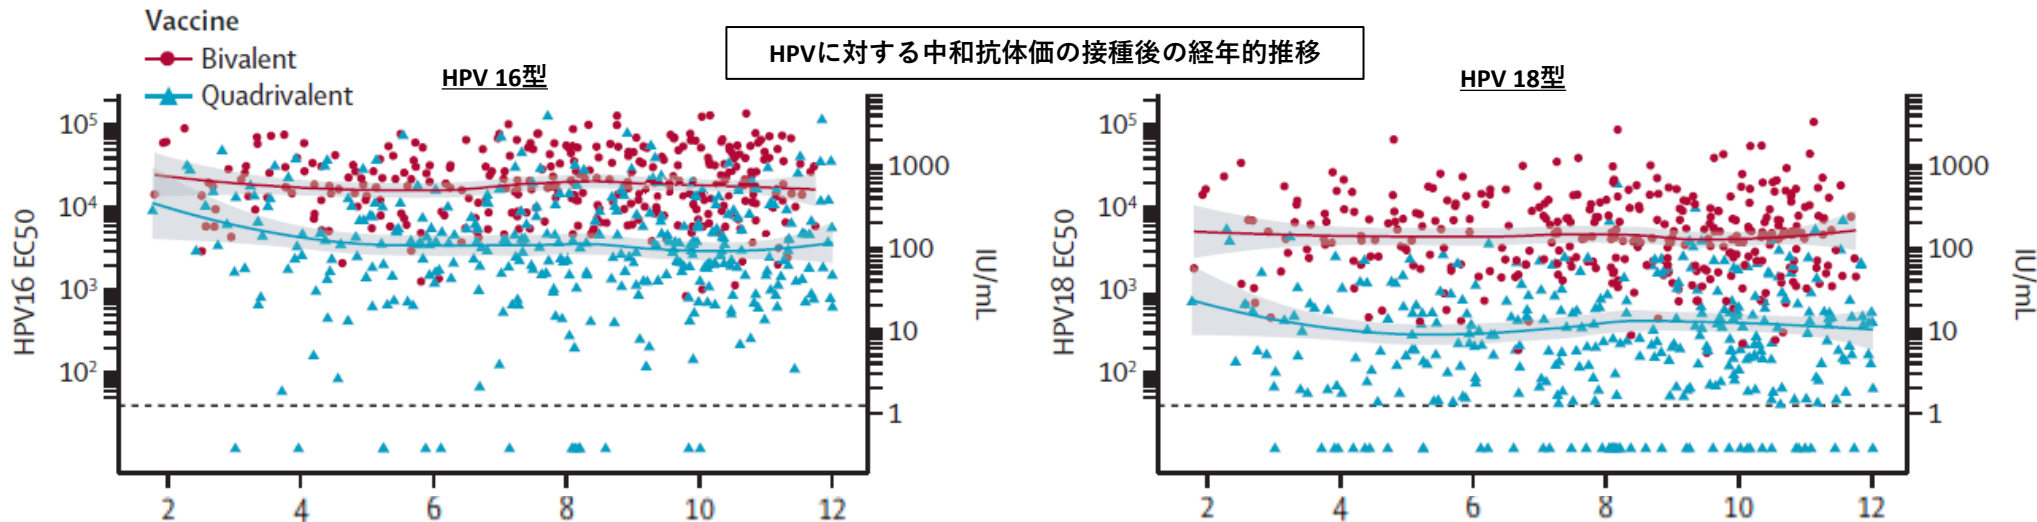 Vaccine
Bivalent
Quadrivalent
HPVに対する中和抗体価の接種後の経年的推移
HPV 16型
HPV16 EC50
10⁵
10⁴
10³
10²
1000
100
10
1
IU/mL
2 4 6 8 10 12
HPV 18型
HPV18 EC50
10⁵
10⁴
10³
10²
1000
100
10
1
IU/mL
2 4 6 8 10 12